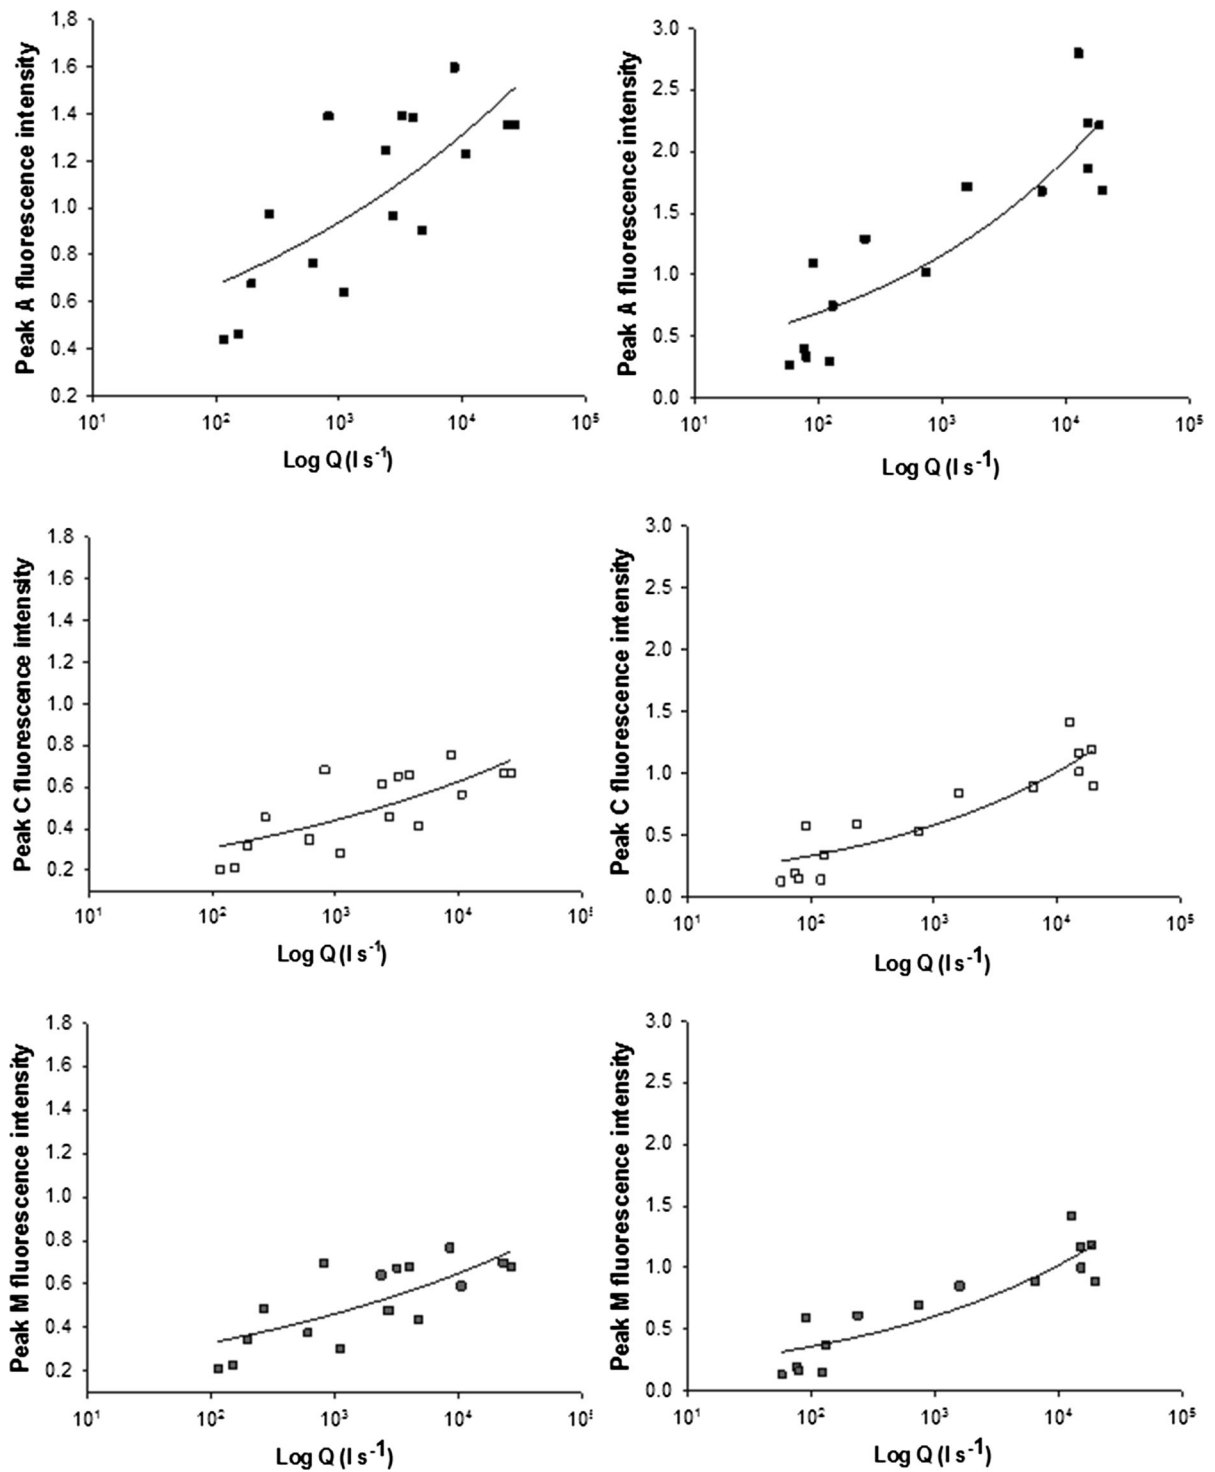 Peak A fluorescence intensity
1,8
1.6
1.4
1.2
1.0
0.8
0.6
0.4
0.2
10¹ 10² 10³ 10⁴ 10⁵
Log Q (l s⁻¹)
Peak A fluorescence intensity
3.0
2.5
2.0
1.5
1.0
0.5
0.0
10¹ 10² 10³ 10⁴ 10⁵
Log Q (l s⁻¹)
Peak C fluorescence intensity
1.8
1.6
1.4
1.2
1.0
0.8
0.6
0.4
0.2
10¹ 10² 10³ 10⁴ 10⁵
Log Q (l s⁻¹)
Peak C fluorescence intensity
3.0
2.5
2.0
1.5
1.0
0.5
0.0
10¹ 10² 10³ 10⁴ 10⁵
Log Q (l s⁻¹)
Peak M fluorescence intensity
1.8
1.6
1.4
1.2
1.0
0.8
0.6
0.4
0.2
10¹ 10² 10³ 10⁴ 10⁵
Log Q (l s⁻¹)
Peak M fluorescence intensity
3.0
2.5
2.0
1.5
1.0
0.5
0.0
10¹ 10² 10³ 10⁴ 10⁵
Log Q (l s⁻¹)